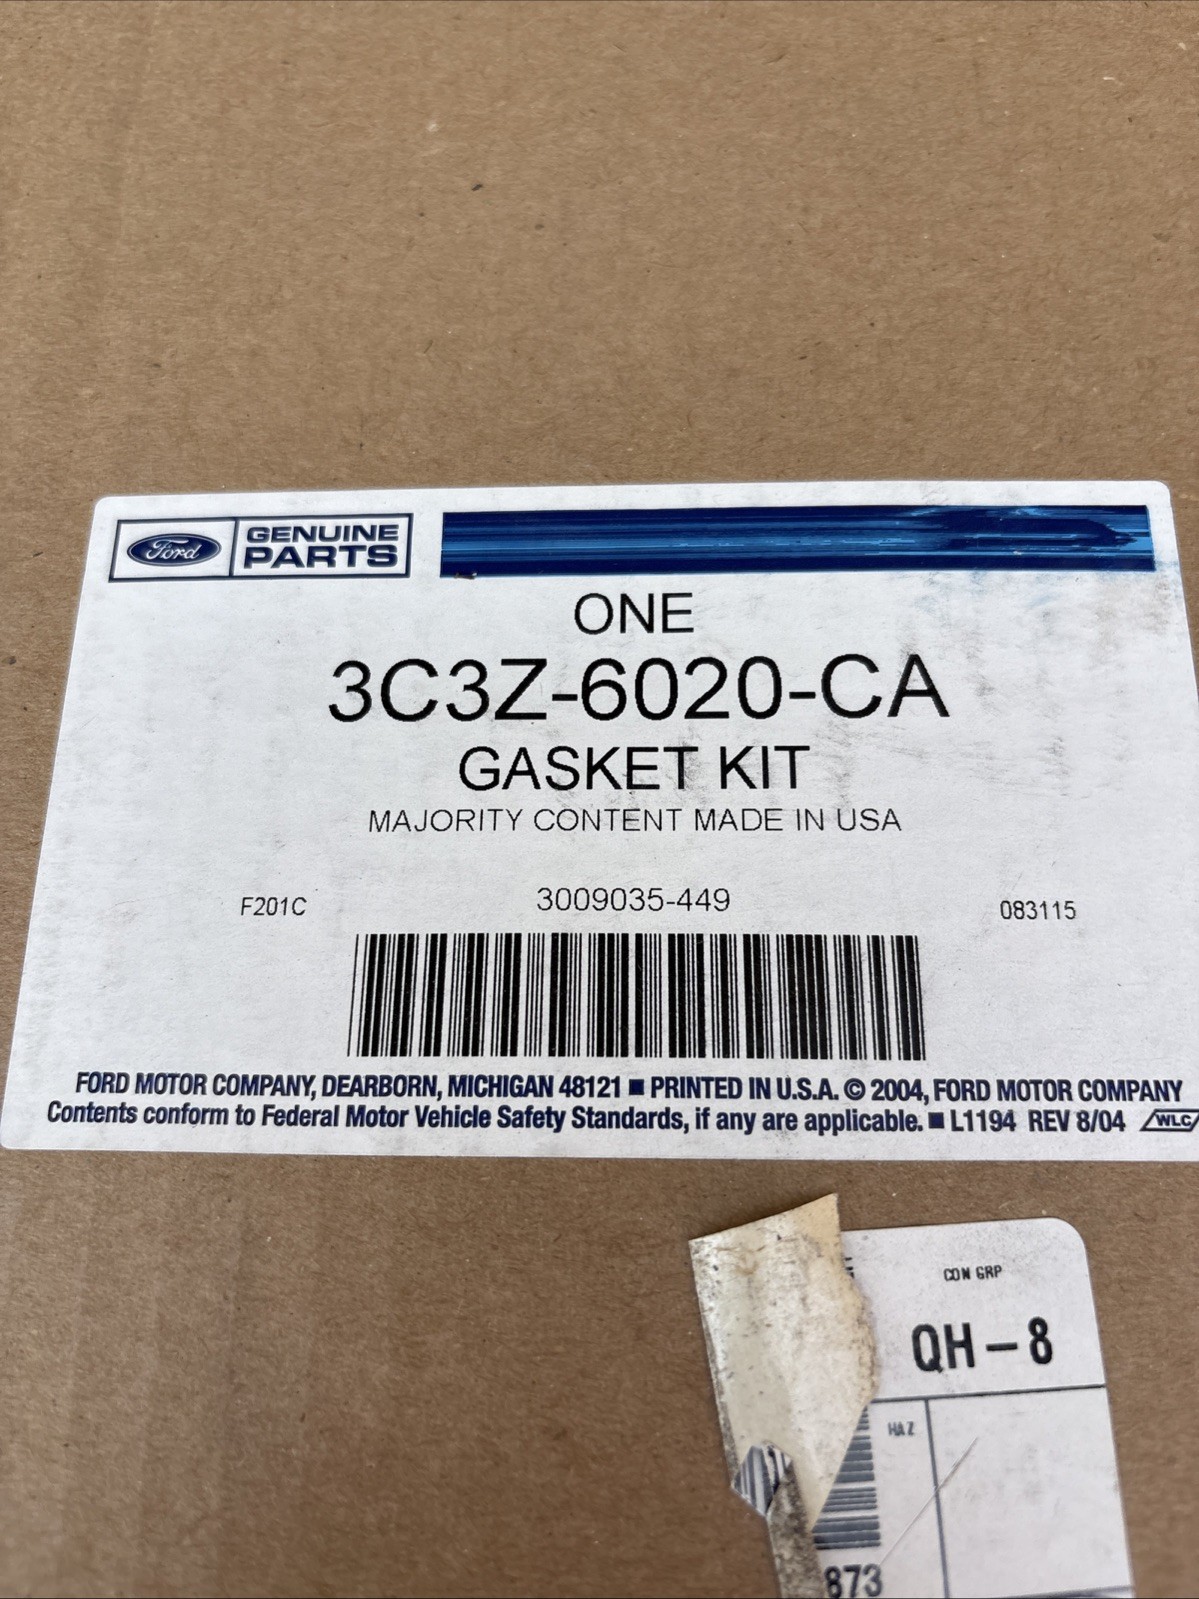 Ford GENUINE PARTS
ONE
3C3Z-6020-CA
GASKET KIT
MAJORITY CONTENT MADE IN USA
F201C 3009035-449 083115
FORD MOTOR COMPANY, DEARBORN, MICHIGAN 48121 ■ PRINTED IN U.S.A. © 2004, FORD MOTOR COMPANY
Contents conform to Federal Motor Vehicle Safety Standards, if any are applicable. ■ L1194 REV 8/04 WLC
CON GRP
QH-8
HAZ
873